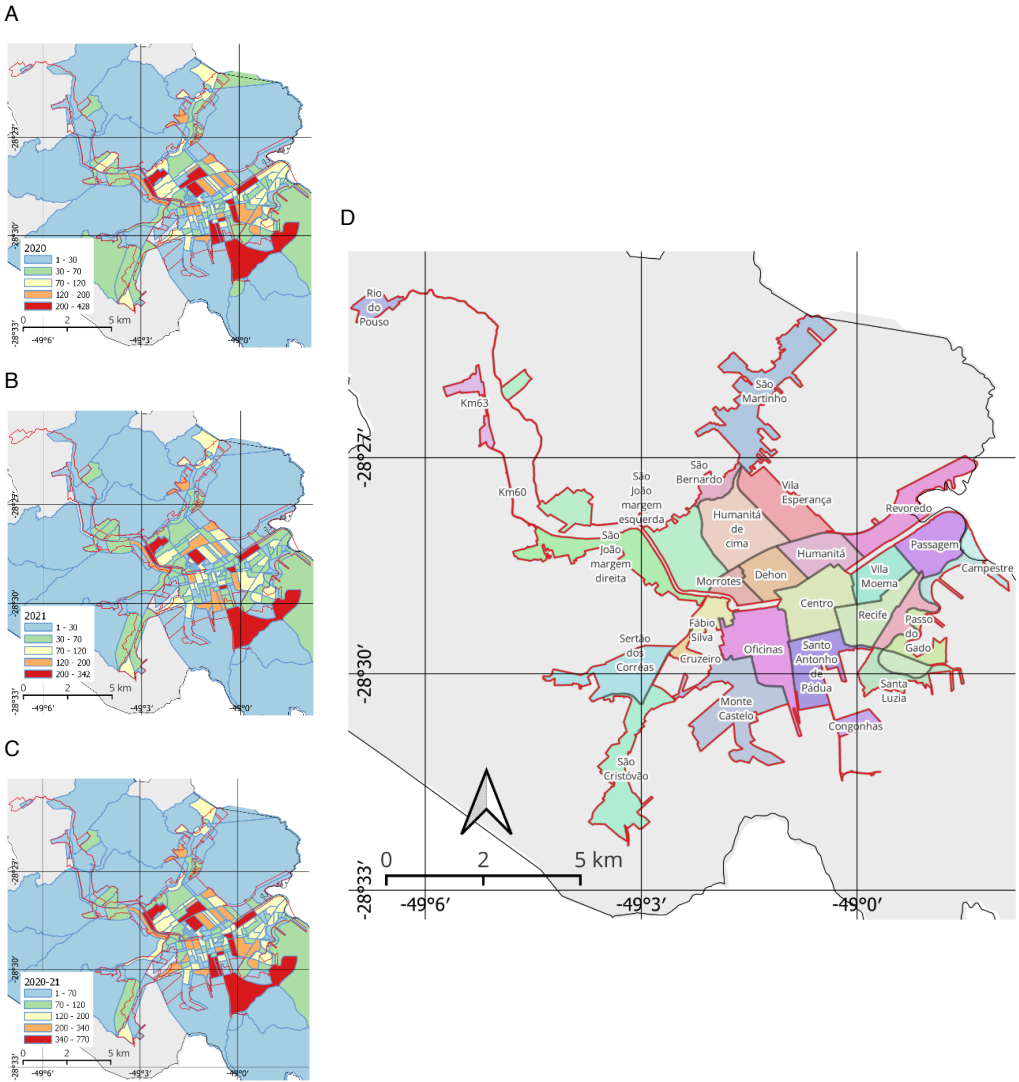 A
-28°27′
-28°30′
-28°33′
2020
1 - 30
30 - 70
70 - 120
120 - 200
200 - 428
0 2 5 km
-49°6′ -49°3′ -49°0′
B
-28°27′
-28°30′
-28°33′
2021
1 - 30
30 - 70
70 - 120
120 - 200
200 - 342
0 2 5 km
-49°6′ -49°3′ -49°0′
C
-28°27′
-28°30′
-28°33′
2020-21
1 - 70
70 - 120
120 - 200
200 - 340
340 - 770
0 2 5 km
-49°6′ -49°3′ -49°0′
D
Rio
do
Pouso
Km63
São
Martinho
-28°27′
São
Bernardo
São
João
margem
esquerda
Vila
Esperança
Km60
Revoredo
Humanitá
de
cima
São
João
margem
direita
Humanitá
Passagem
Campestre
Vila
Moema
Morrotes
Dehon
Centro
Recife
Passo
do
Gado
Fábio
Silva
Sertão
dos
Corrêas
Cruzeiro
Oficinas
Santo
Antonho
de
Pádua
-28°30′
Santa
Luzia
Monte
Castelo
Congonhas
São
Cristóvão
0 2 5 km
-28°33′
-49°6′ -49°3′ -49°0′